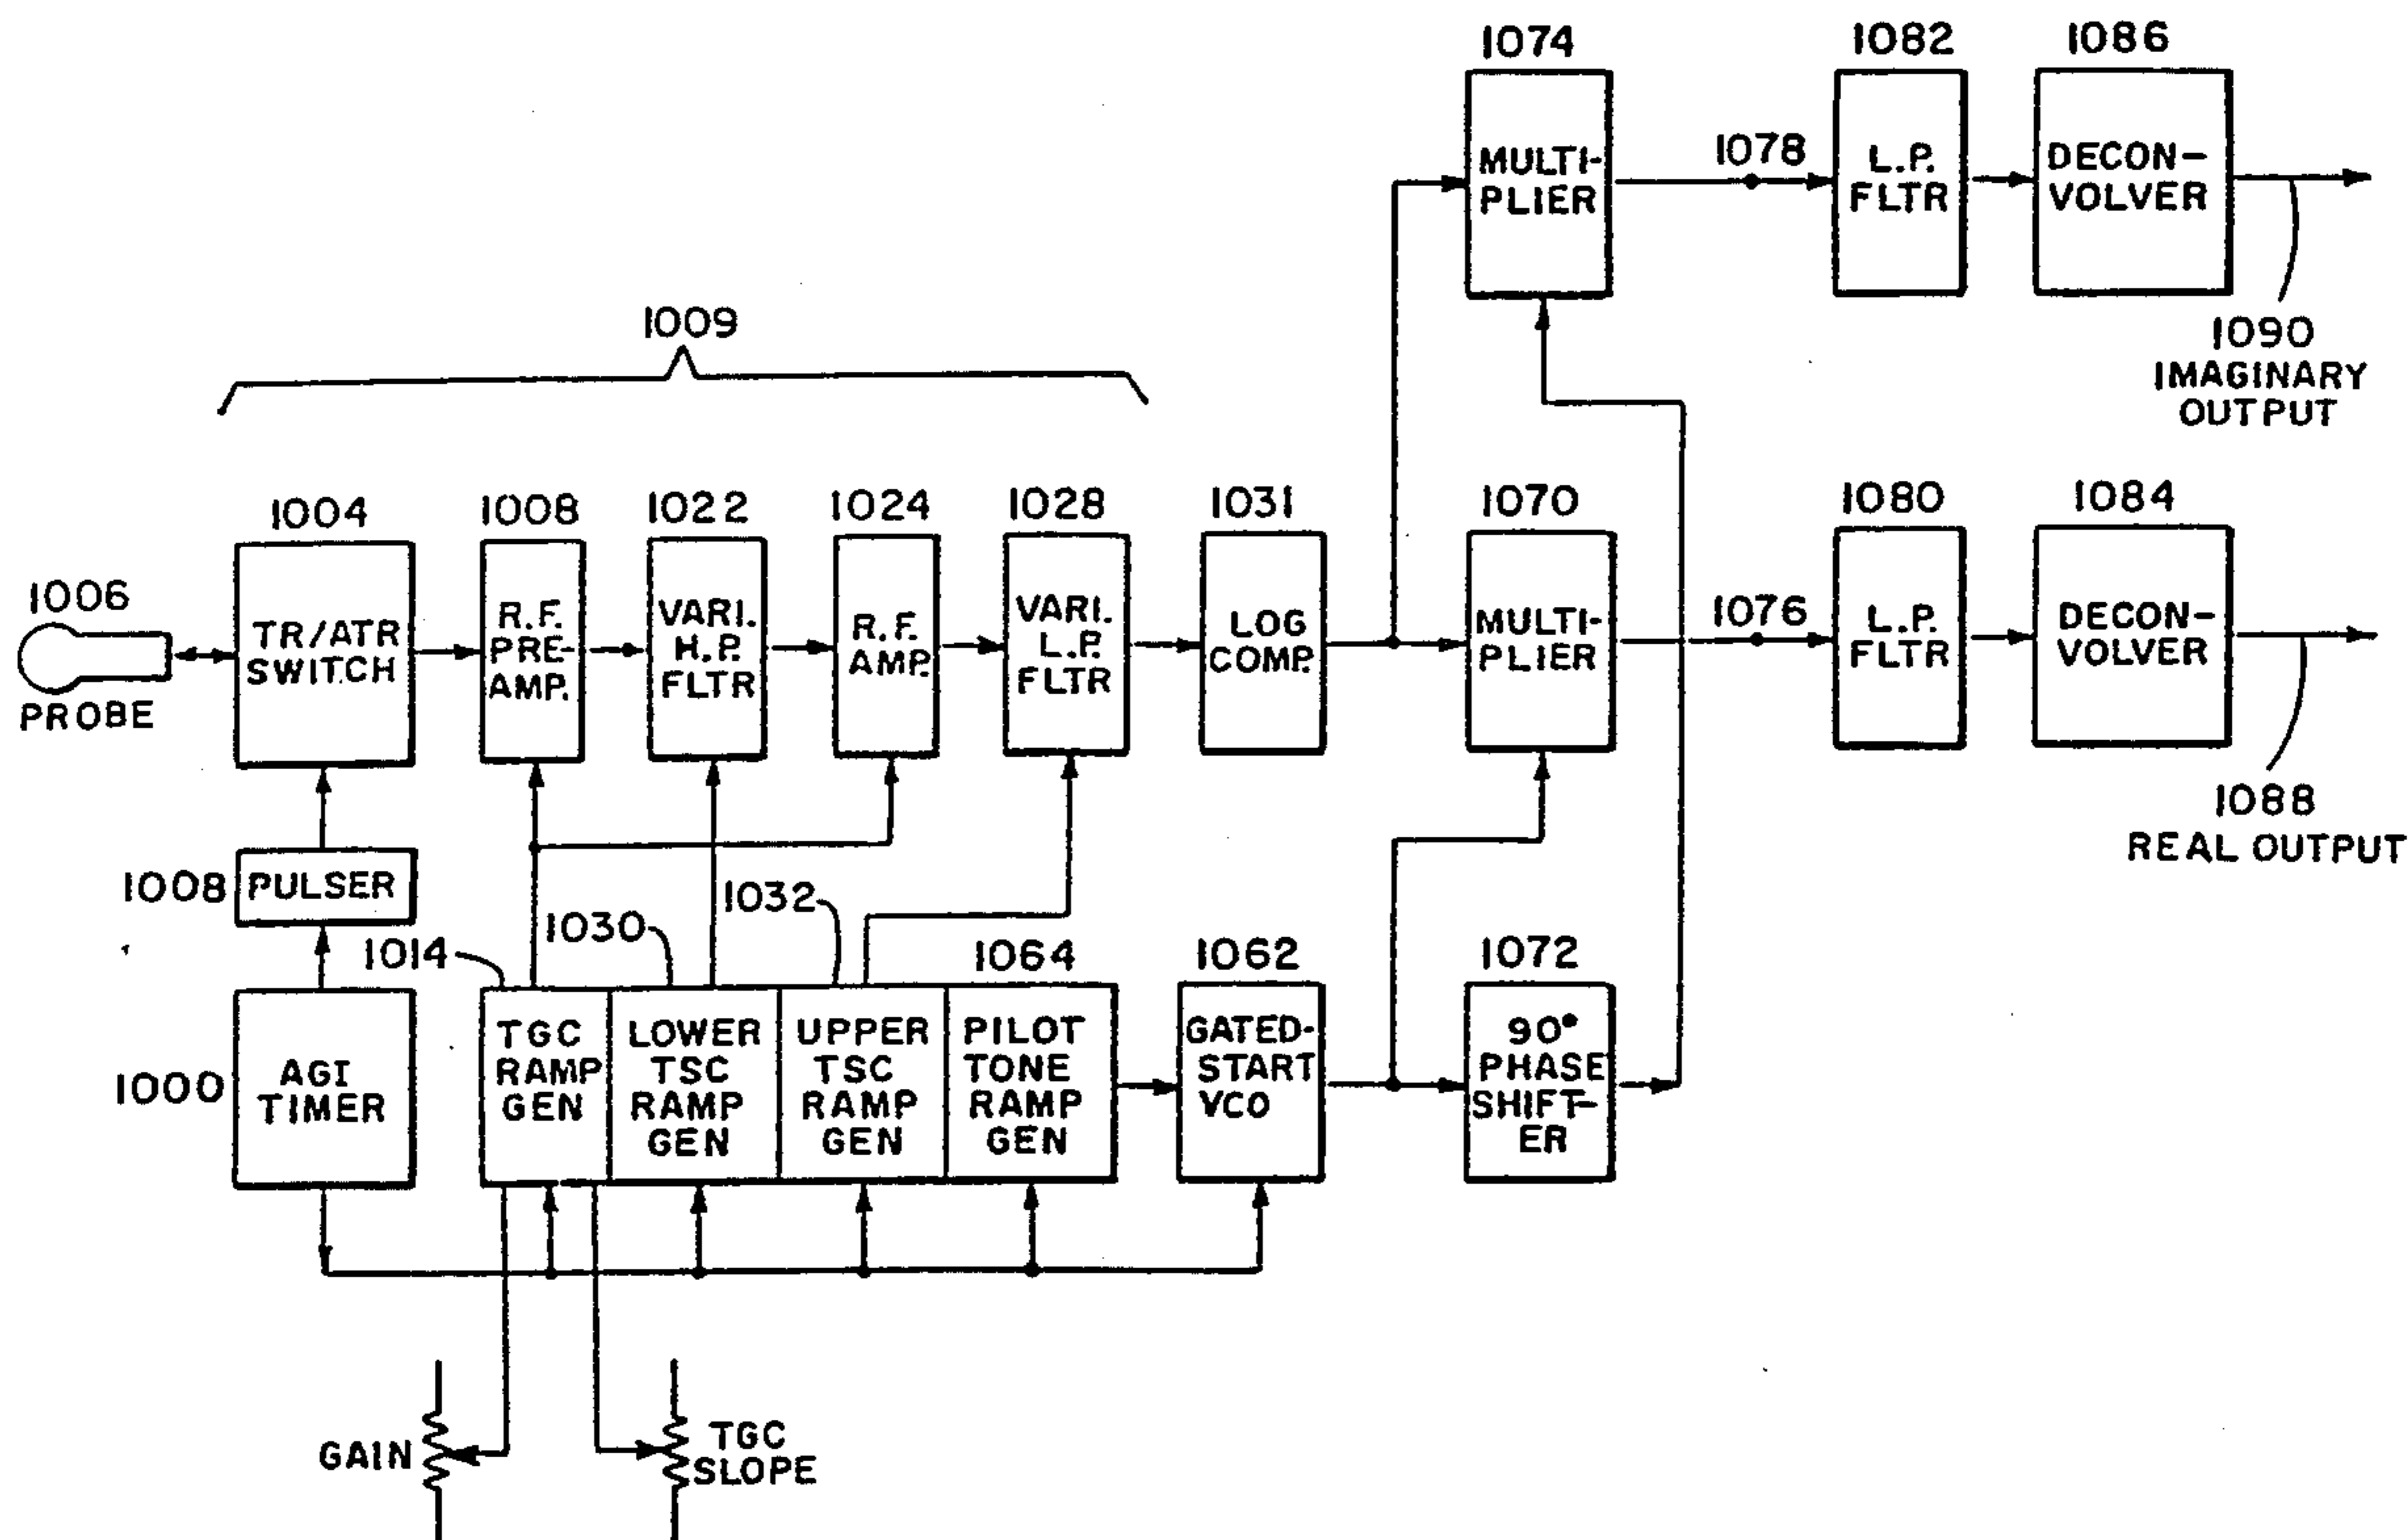 1074
1082
1086
MULTI-
PLIER
1078
L.P.
FLTR
DECON-
VOLVER
1090
IMAGINARY
OUTPUT
1009
1004
1008
1022
1024
1028
1031
1070
1080
1084
1006
PROBE
TR/ATR
SWITCH
R.F.
PRE-
AMP.
VARI.
H.P.
FLTR
R.F.
AMP.
VARI.
L.P.
FLTR
LOG
COMP.
MULTI-
PLIER
1076
L.P.
FLTR
DECON-
VOLVER
1088
REAL OUTPUT
1008
PULSER
1014
1030
1032
1064
1062
1072
1000
AGI
TIMER
TGC
RAMP
GEN
LOWER
TSC
RAMP
GEN
UPPER
TSC
RAMP
GEN
PILOT
TONE
RAMP
GEN
GATED-
START
VCO
90°
PHASE
SHIFT-
ER
GAIN
TGC
SLOPE